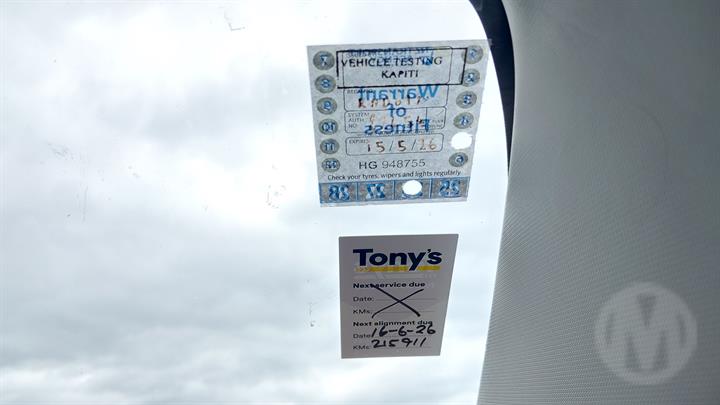 VEHICLE TESTING
KAPITI
Warrant
of
Fitness
EXPIRES
15/5/26
HG 948755
Check your tyres, wipers and lights regularly
28 27 25
Tony's
Next service due
Date:
KMs:
Next alignment due
Date: 16-6-26
KMs: 215911
M